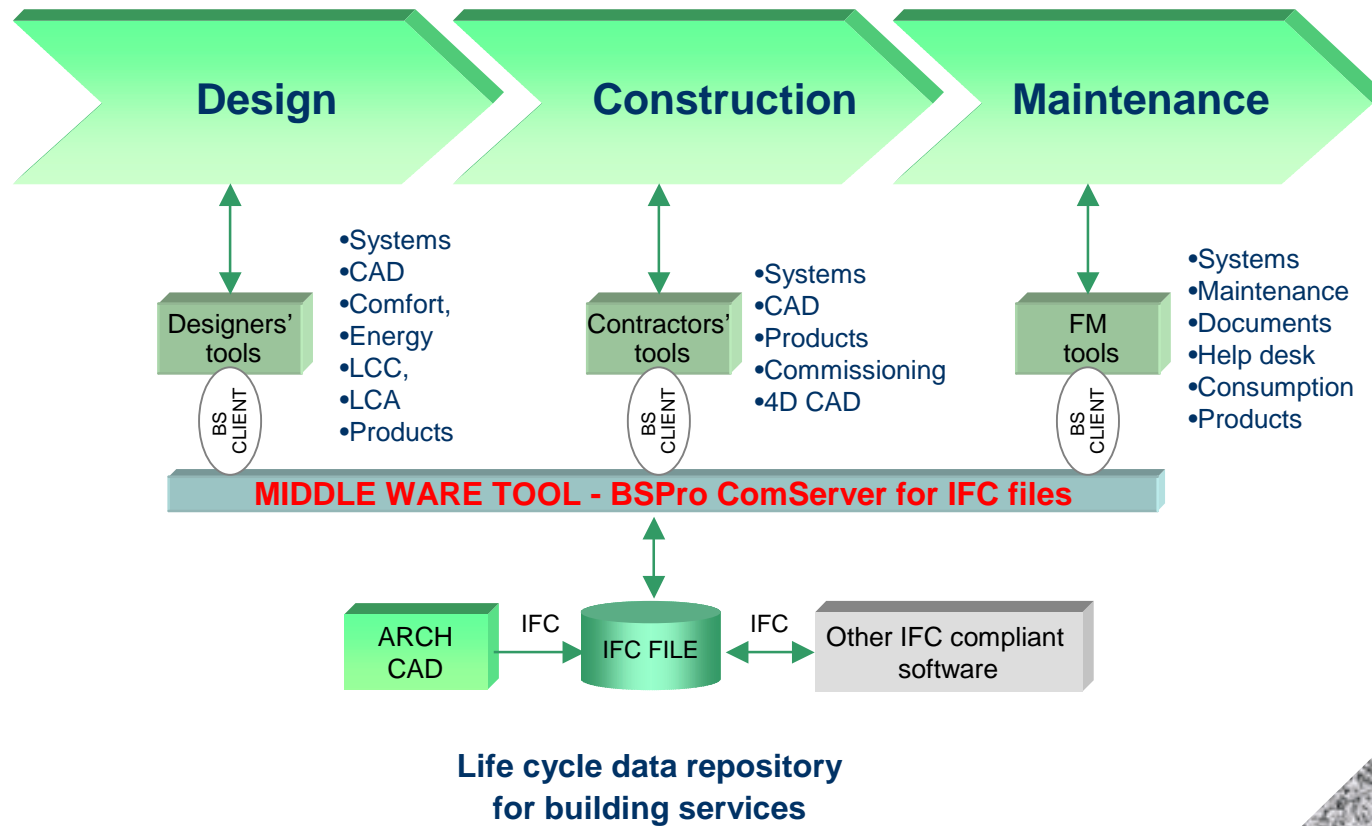 Design
Construction
Maintenance
Designers'
tools
BS
CLIENT
•Systems
•CAD
•Comfort,
•Energy
•LCC,
•LCA
•Products
Contractors'
tools
BS
CLIENT
•Systems
•CAD
•Products
•Commissioning
•4D CAD
FM
tools
BS
CLIENT
•Systems
•Maintenance
•Documents
•Help desk
•Consumption
•Products
MIDDLE WARE TOOL - BSPro ComServer for IFC files
ARCH
CAD
IFC
IFC FILE
IFC
Other IFC compliant
software
Life cycle data repository
for building services